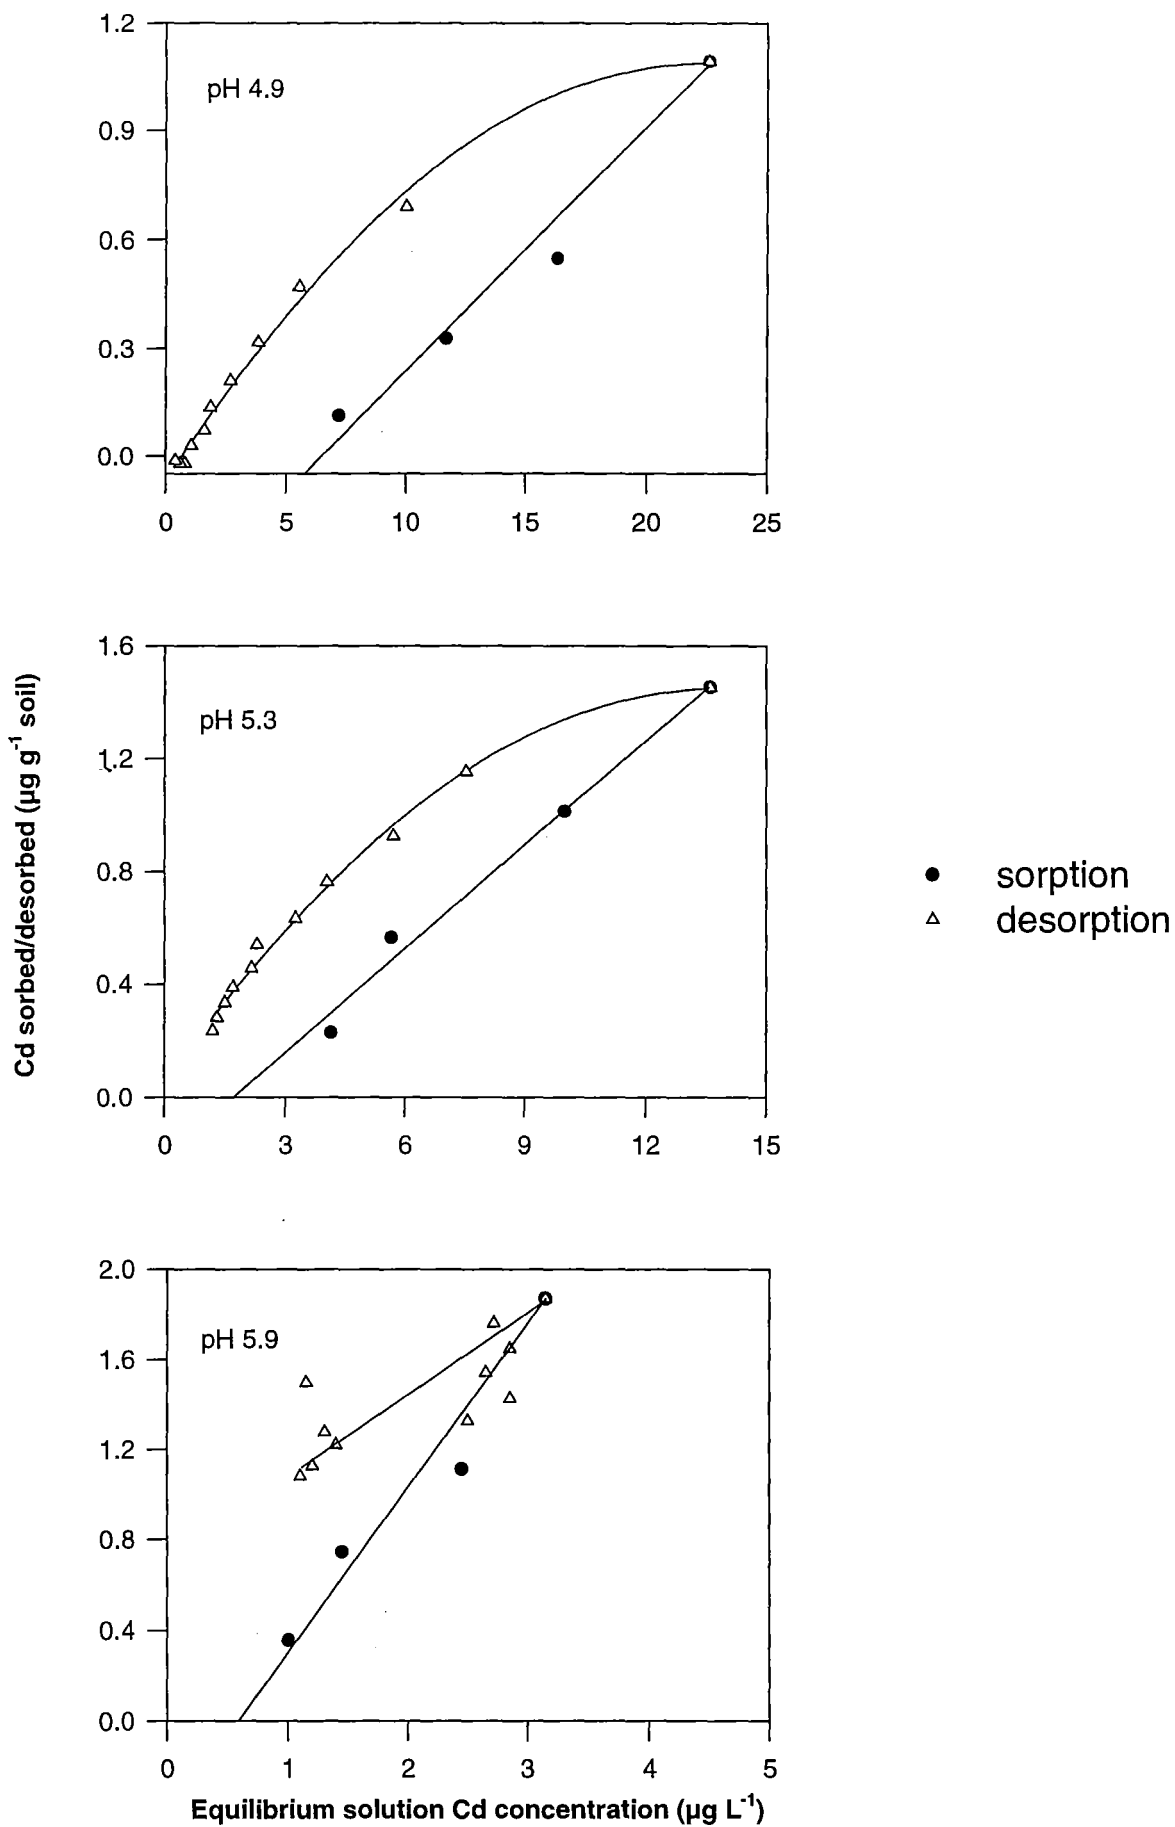 1.2
pH 4.9
0.9
0.6
0.3
0.0
0 5 10 15 20 25
1.6
pH 5.3
1.2
0.8
0.4
0.0
0 3 6 9 12 15
Cd sorbed/desorbed (µg g⁻¹ soil)
sorption
desorption
2.0
pH 5.9
1.6
1.2
0.8
0.4
0.0
0 1 2 3 4 5
Equilibrium solution Cd concentration (µg L⁻¹)